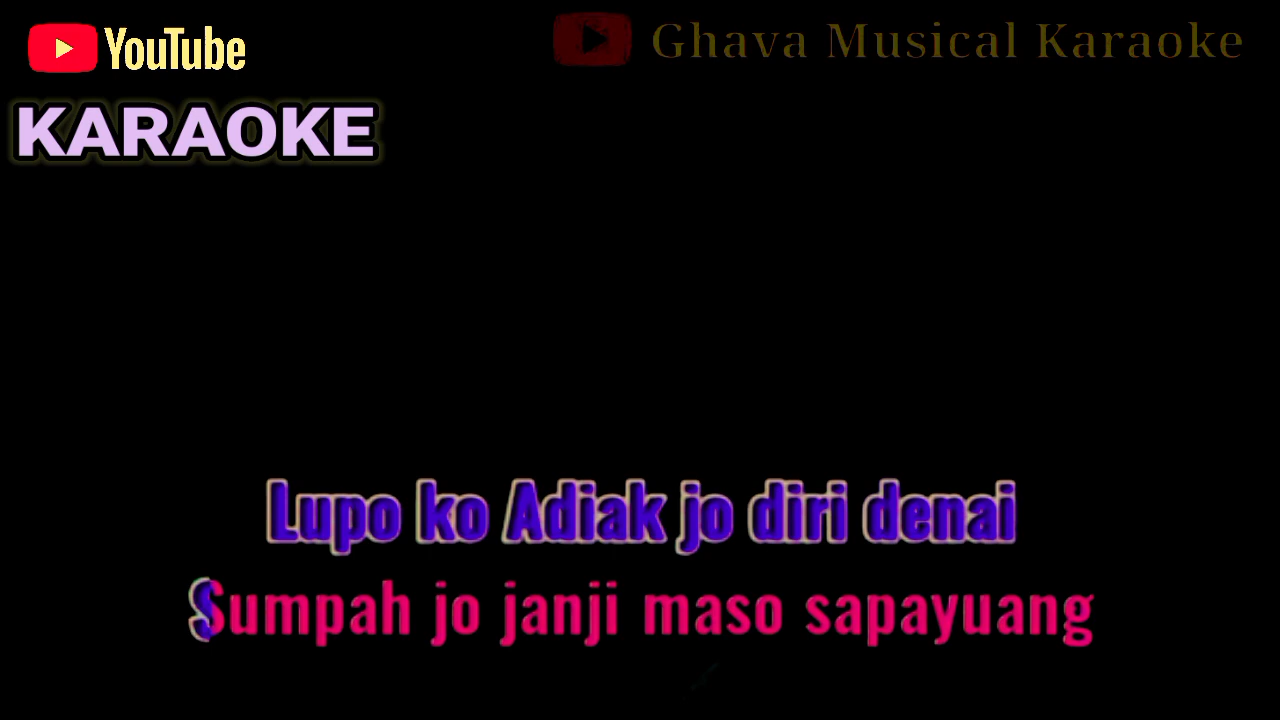 YouTube
Ghava Musical Karaoke
KARAOKE
Lupo ko Adiak jo diri denai
Sumpah jo janji maso sapayuang